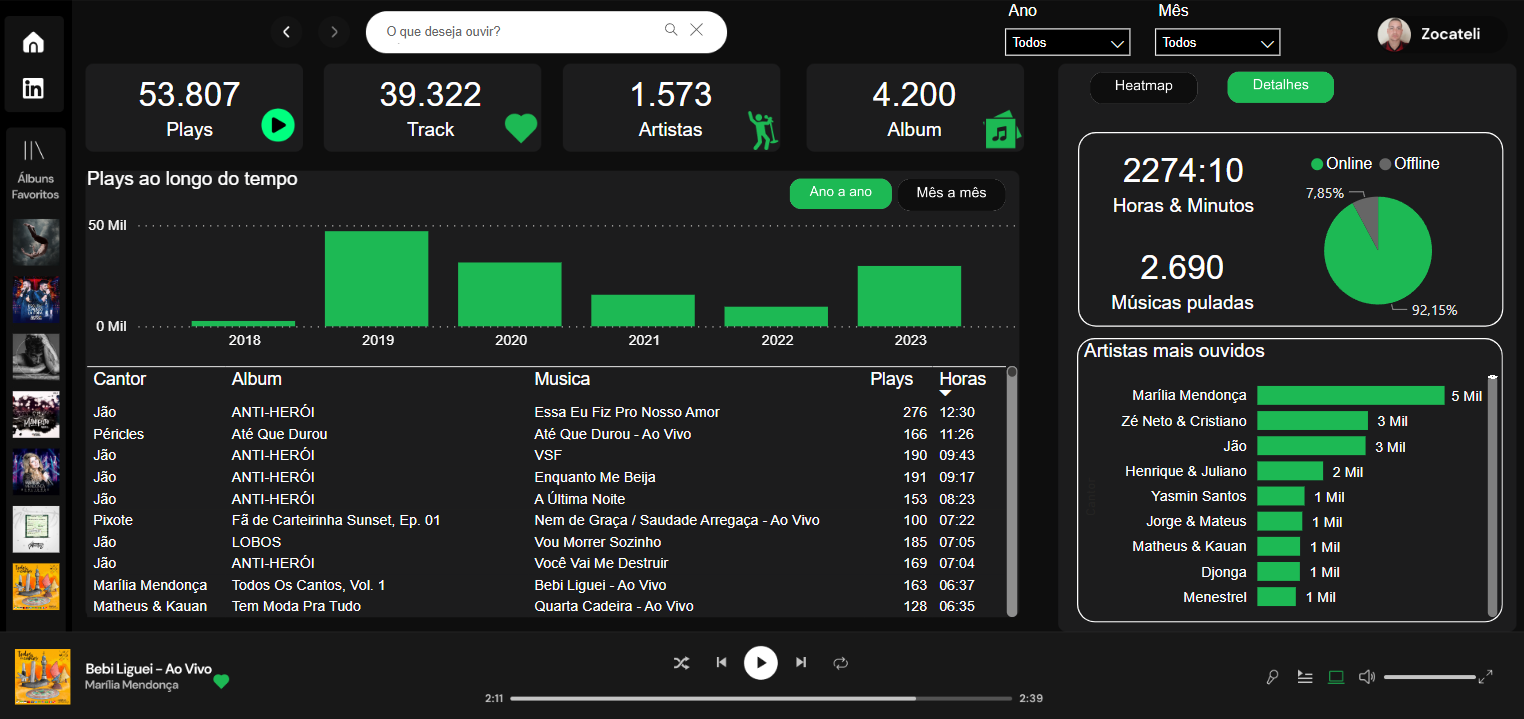 O que deseja ouvir?
Ano
Mês
Todos
Todos
Zocateli
in
Álbuns
Favoritos
53.807
Plays
39.322
Track
1.573
Artistas
4.200
Album
Plays ao longo do tempo
Ano a ano
Mês a mês
50 Mil
0 Mil
2018 2019 2020 2021 2022 2023
Cantor Album Musica Plays Horas
Jão ANTI-HERÓI Essa Eu Fiz Pro Nosso Amor 276 12:30
Péricles Até Que Durou Até Que Durou - Ao Vivo 166 11:26
Jão ANTI-HERÓI VSF 190 09:43
Jão ANTI-HERÓI Enquanto Me Beija 191 09:17
Jão ANTI-HERÓI A Última Noite 153 08:23
Pixote Fã de Carteirinha Sunset, Ep. 01 Nem de Graça / Saudade Arregaça - Ao Vivo 100 07:22
Jão LOBOS Vou Morrer Sozinho 185 07:05
Jão ANTI-HERÓI Você Vai Me Destruir 169 07:04
Marília Mendonça Todos Os Cantos, Vol. 1 Bebi Liguei - Ao Vivo 163 06:37
Matheus & Kauan Tem Moda Pra Tudo Quarta Cadeira - Ao Vivo 128 06:35
Heatmap
Detalhes
2274:10
Horas & Minutos
2.690
Músicas puladas
Online Offline
7,85%
92,15%
Artistas mais ouvidos
Cantor
Marília Mendonça 5 Mil
Zé Neto & Cristiano 3 Mil
Jão 3 Mil
Henrique & Juliano 2 Mil
Yasmin Santos 1 Mil
Jorge & Mateus 1 Mil
Matheus & Kauan 1 Mil
Djonga 1 Mil
Menestrel 1 Mil
Bebi Liguei – Ao Vivo
Marília Mendonça
2:11
2:39